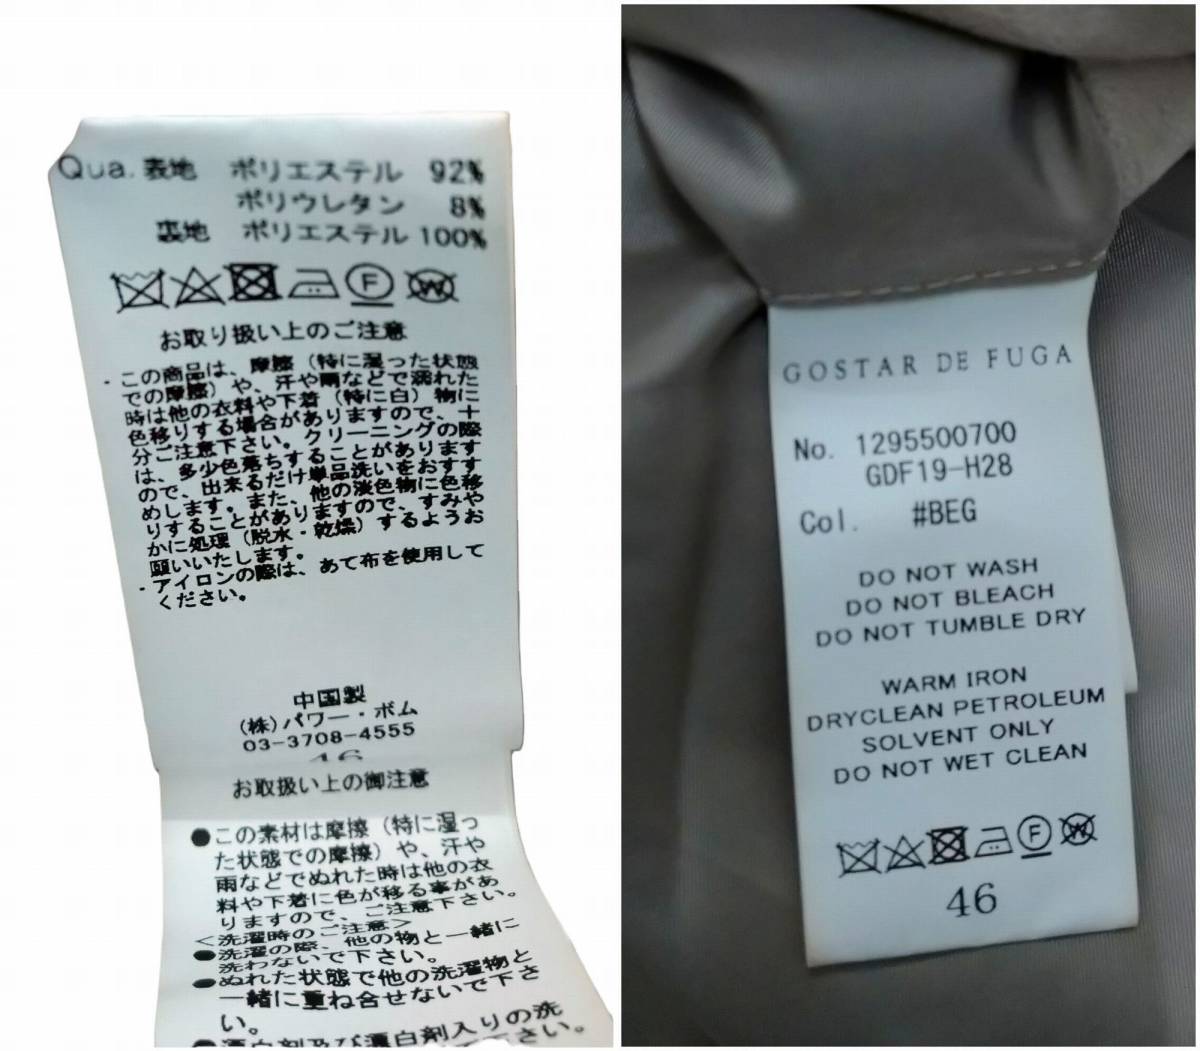 Qua. 表地 ポリエステル 92%
ポリウレタン 8%
裏地 ポリエステル 100%
F W
お取り扱い上のご注意
・この商品は、摩擦（特に湿った状態
での摩擦）や、汗や雨などで濡れた
時は他の衣料や下着（特に白）物に
色移りする場合がありますので、十
分ご注意下さい。クリーニングの際
は、多少色落ちすることがあります
ので、出来るだけ単品洗いをおすす
めします。また、他の淡色物に色移
りすることがありますので、すみや
かに処理（脱水・乾燥）するようお
願いいたします。
・アイロンの際は、あて布を使用して
ください。
中国製
(株)パワー・ボム
03-3708-4555
46
お取扱い上の御注意
●この素材は摩擦（特に湿っ
た状態での摩擦）や、汗や
雨などでぬれた時は他の衣
料や下着に色が移る事があ
りますので、ご注意下さい。
＜洗濯時のご注意＞
●洗濯の際、他の物と一緒に
洗わないで下さい。
●ぬれた状態で他の洗濯物と
一緒に重ね合せないで下さ
い。
●漂白剤及び漂白剤入りの洗
GOSTAR DE FUGA
No. 1295500700
GDF19-H28
Col. #BEG
DO NOT WASH
DO NOT BLEACH
DO NOT TUMBLE DRY
WARM IRON
DRYCLEAN PETROLEUM
SOLVENT ONLY
DO NOT WET CLEAN
F W
46